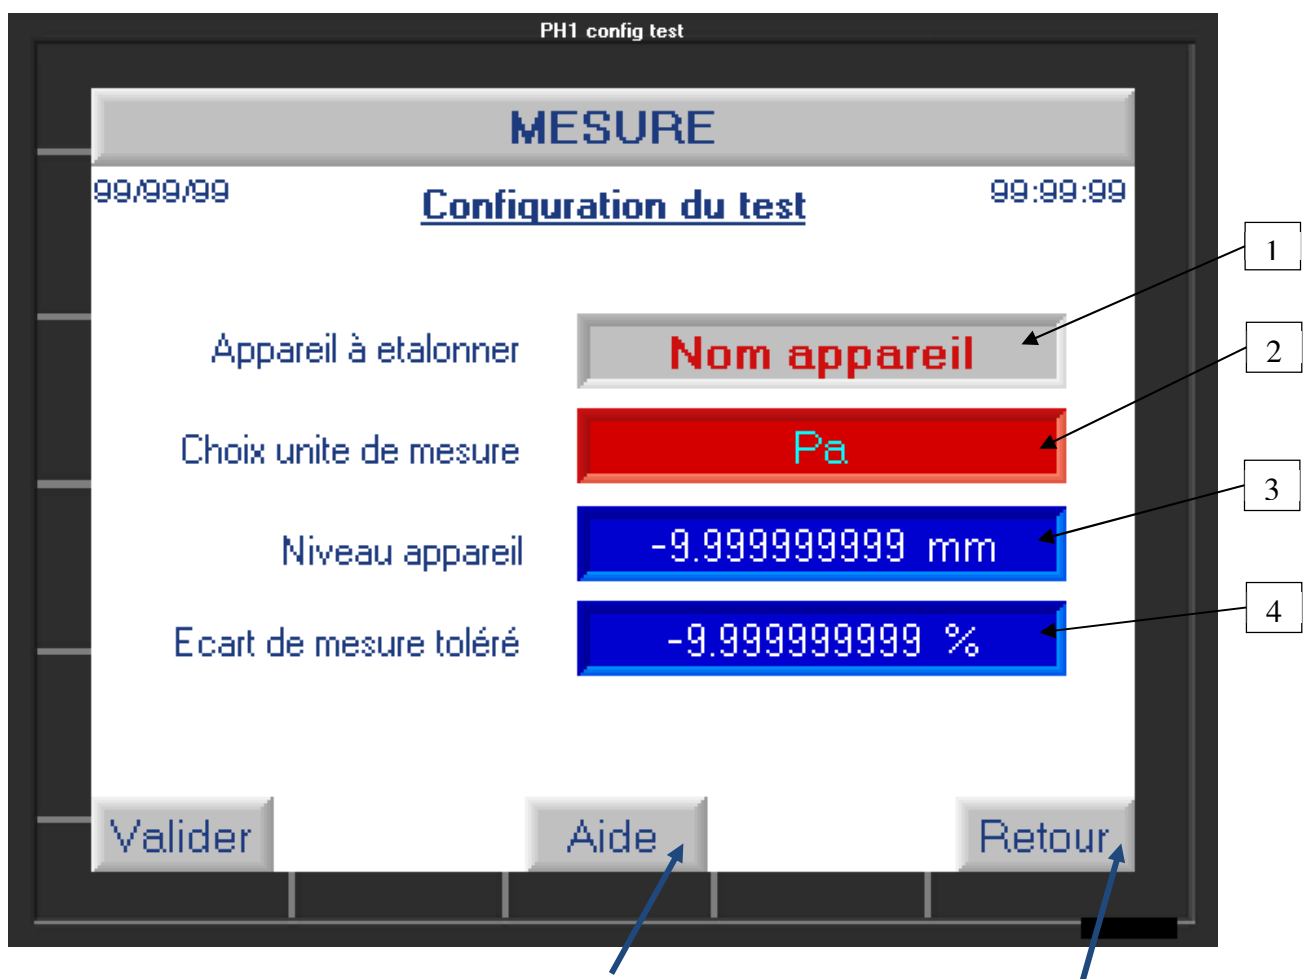 PH1 config test
MESURE
99/99/99
Configuration du test
99:99:99
1
Appareil à etalonner
Nom appareil
2
Choix unite de mesure
Pa
3
Niveau appareil
-9.999999999 mm
4
Ecart de mesure toléré
-9.999999999 %
Valider
Aide
Retour